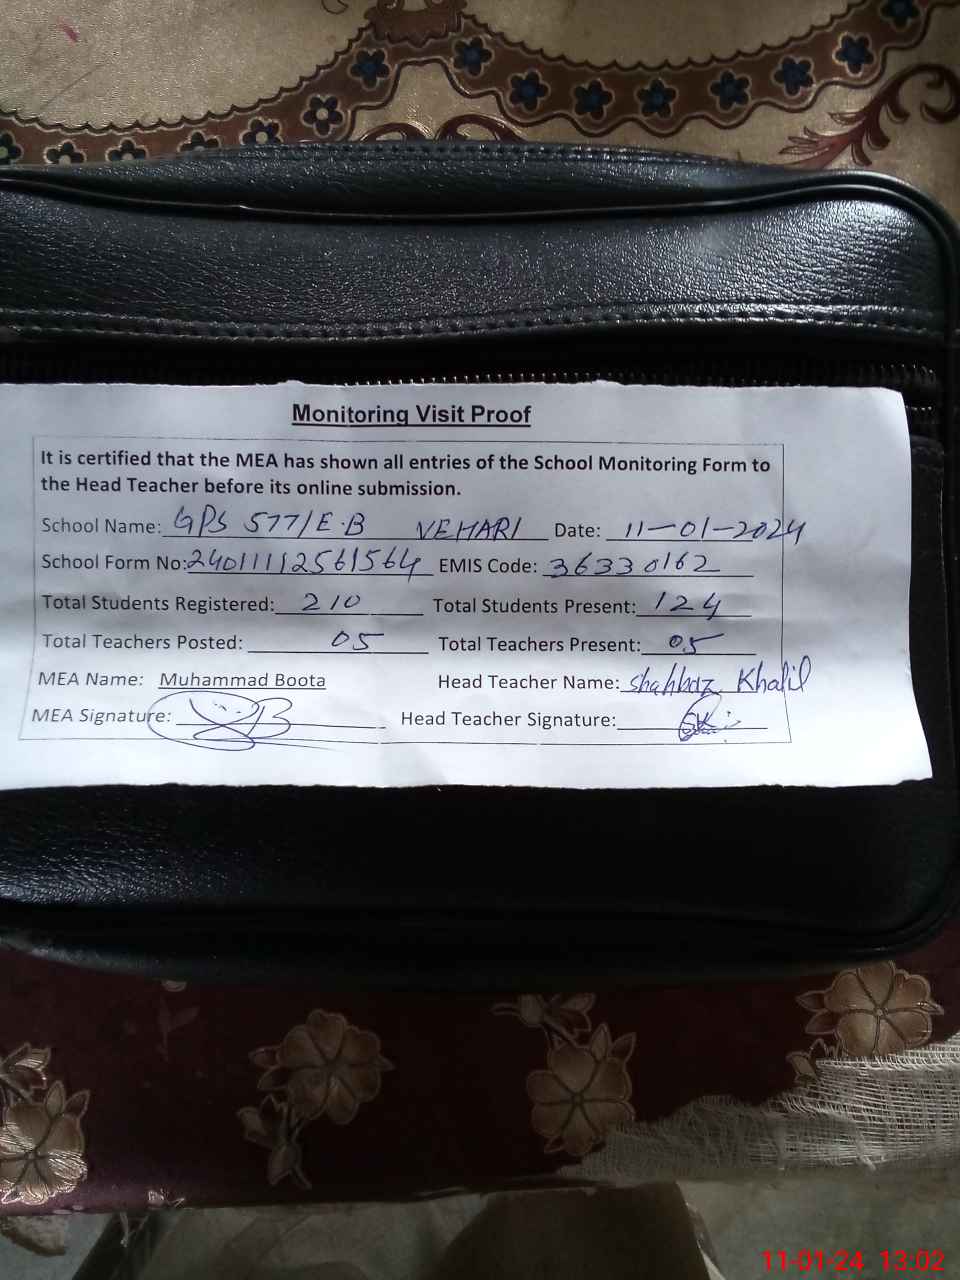 Monitoring Visit Proof
It is certified that the MEA has shown all entries of the School Monitoring Form to
the Head Teacher before its online submission.
School Name: GPS 577/E.B VEHARI Date: 11-01-2024
School Form No: 24011112561564 EMIS Code: 36330162
Total Students Registered: 210 Total Students Present: 124
Total Teachers Posted: 05 Total Teachers Present: 05
MEA Name: Muhammad Boota Head Teacher Name: Shahbaz Khalil
MEA Signature: Head Teacher Signature: SK
11-01-24 13:02